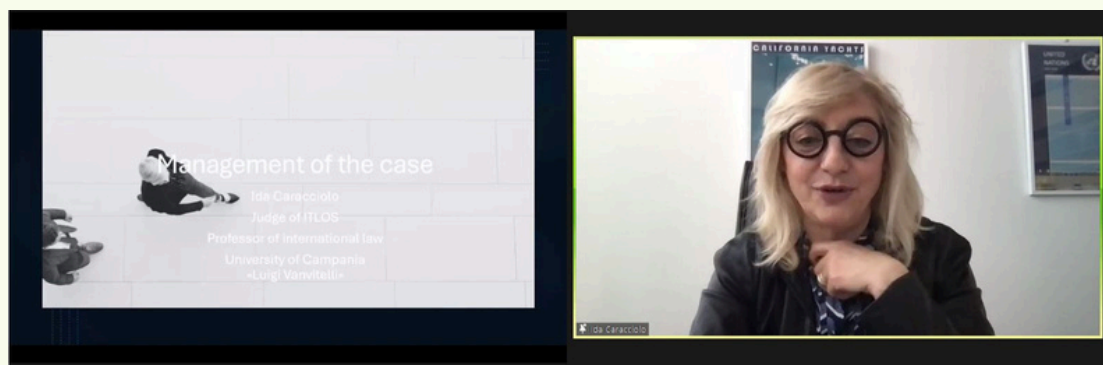 Management of the case
Ida Caracciolo
Judge of ITLOS
Professor of International law
University of Campania
«Luigi Vanvitelli»
CALIFORNIA YACHTS
UNITED
NATIONS
Ida Caracciolo